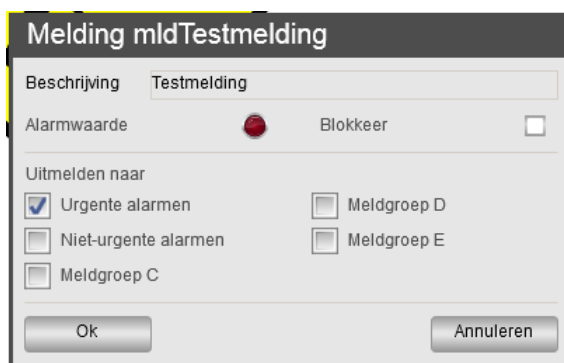 Melding mldTestmelding
Beschrijving Testmelding
Alarmwaarde Blokkeer
Uitmelden naar
Urgente alarmen Meldgroep D
Niet-urgente alarmen Meldgroep E
Meldgroep C
Ok Annuleren